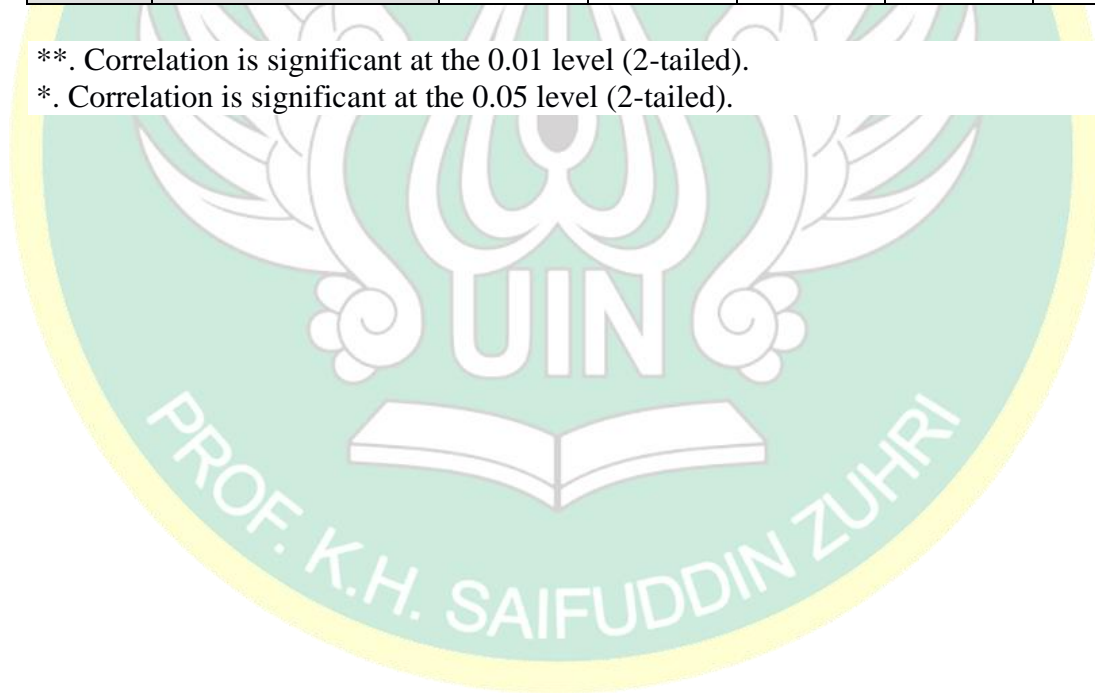 **. Correlation is significant at the 0.01 level (2-tailed).
*. Correlation is significant at the 0.05 level (2-tailed).
UIN
PROF. K.H. SAIFUDDIN ZUHRI